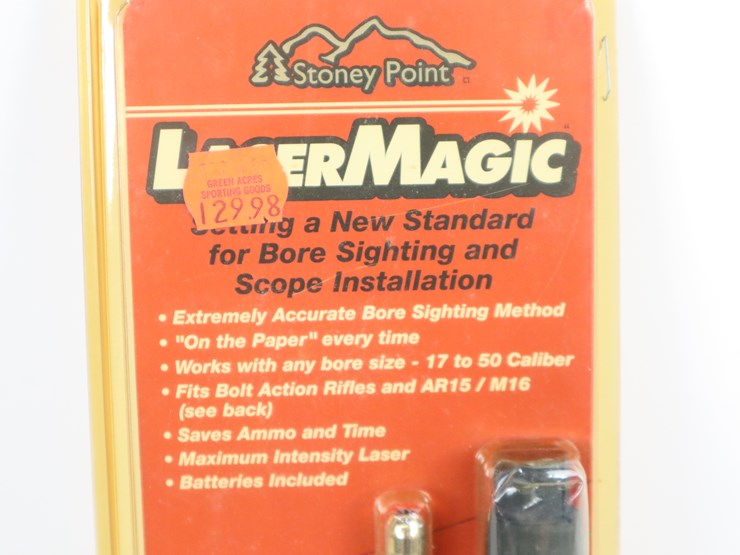 Stoney Point
LASERMAGIC
GREEN ACRES
SPORTING GOODS
129.98
Setting a New Standard
for Bore Sighting and
Scope Installation
• Extremely Accurate Bore Sighting Method
• "On the Paper" every time
• Works with any bore size - 17 to 50 Caliber
• Fits Bolt Action Rifles and AR15 / M16
(see back)
• Saves Ammo and Time
• Maximum Intensity Laser
• Batteries Included